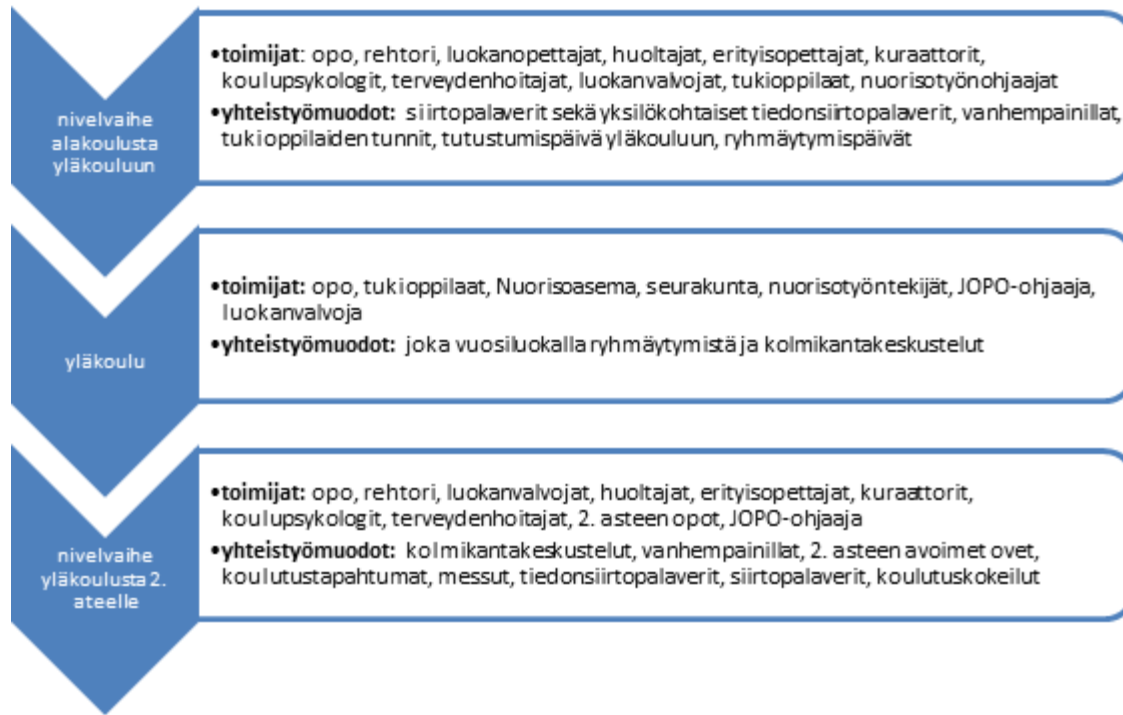 nivelvaihe
alakoulusta
yläkouluun
•toimijat: opo, rehtori, luokanopettajat, huoltajat, erityisopettajat, kuraattorit,
koulupsykologit, terveydenhoitajat, luokanvalvojat, tukioppilaat, nuorisotyönohjaajat
•yhteistyömuodot: siirtopalaverit sekä yksilökohtaiset tiedonsiirtopalaverit, vanhempainillat,
tukioppilaiden tunnit, tutustumispäivä yläkouluun, ryhmäytymispäivät
yläkoulu
•toimijat: opo, tukioppilaat, Nuorisoasema, seurakunta, nuorisotyöntekijät, JOPO-ohjaaja,
luokanvalvoja
•yhteistyömuodot: joka vuosiluokalla ryhmäytymistä ja kolmikantakeskustelut
nivelvaihe
yläkoulusta 2.
ateelle
•toimijat: opo, rehtori, luokanvalvojat, huoltajat, erityisopettajat, kuraattorit,
koulupsykologit, terveydenhoitajat, 2. asteen opot, JOPO-ohjaaja
•yhteistyömuodot: kolmikantakeskustelut, vanhempainillat, 2. asteen avoimet ovet,
koulutustapahtumat, messut, tiedonsiirtopalaverit, siirtopalaverit, koulutuskokeilut